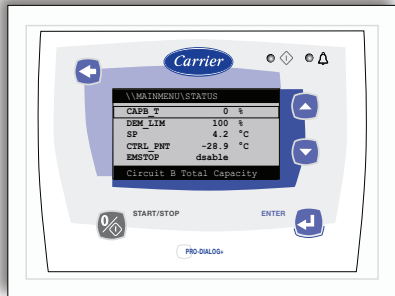 Carrier
\\MAINMENU\STATUS
CAPB_T 0 %
DEM_LIM 100 %
SP 4.2 °C
CTRL_PNT -28.9 °C
EMSTOP dsable
Circuit B Total Capacity
START/STOP
ENTER
PRO-DIALOG+